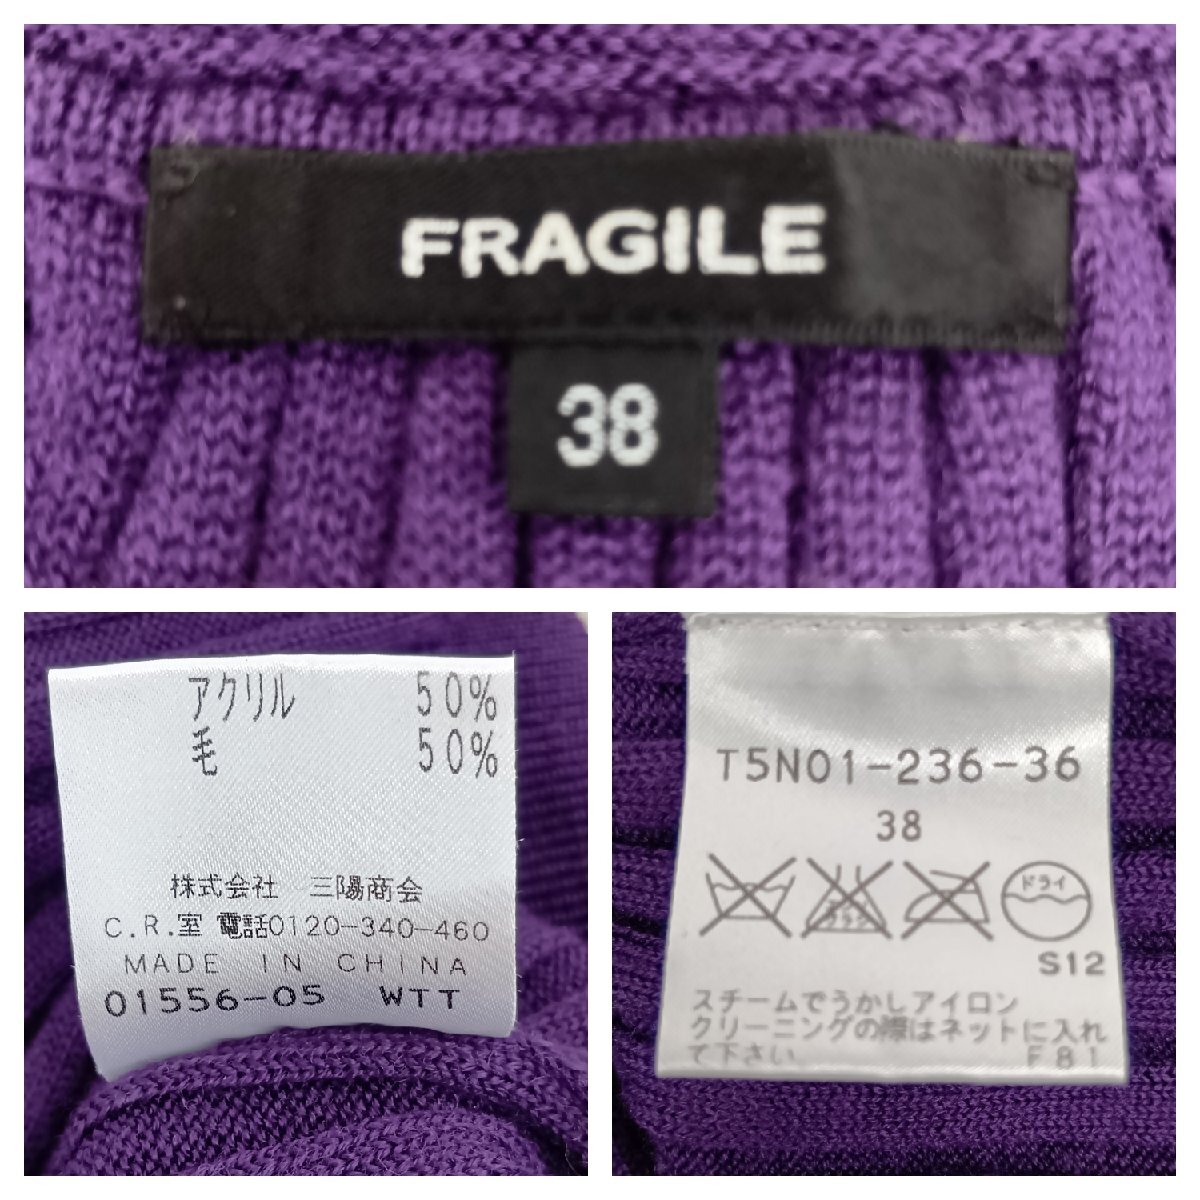 FRAGILE
38
アクリル 50%
毛 50%
株式会社 三陽商会
C.R.室 電話0120-340-460
MADE IN CHINA
01556-05 WTT
T5N01-236-36
38
ドライ
S12
スチームでうかしアイロン
クリーニングの際はネットに入れ
て下さい F81